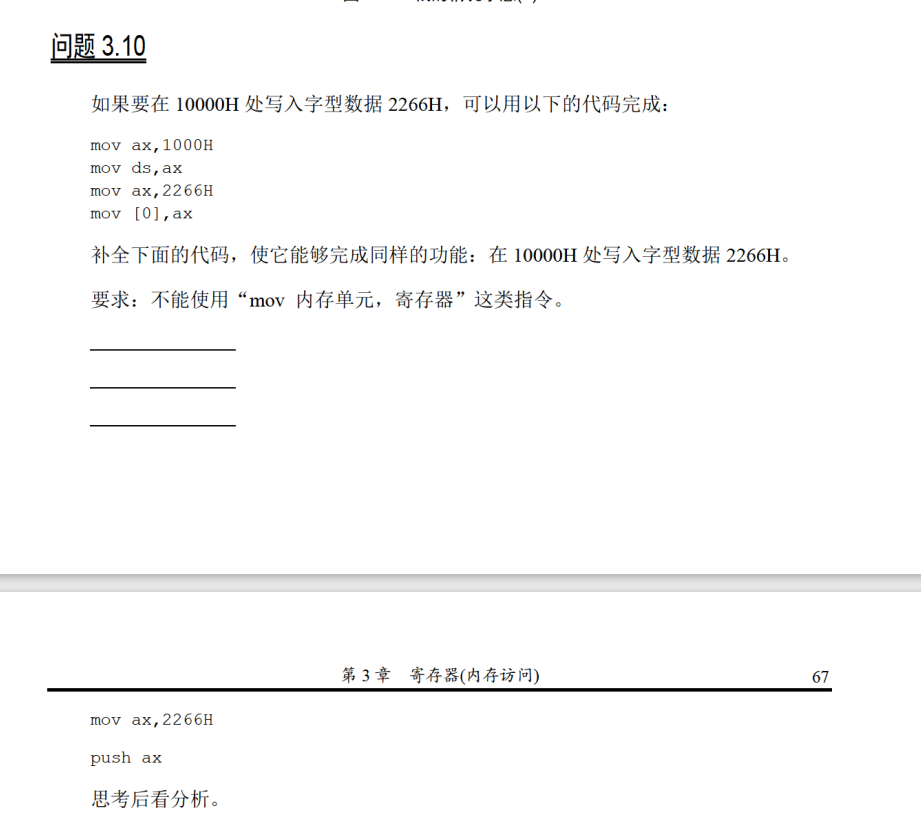 问题 3.10
如果要在 10000H 处写入字型数据 2266H，可以用以下的代码完成：
mov ax,1000H
mov ds,ax
mov ax,2266H
mov [0],ax
补全下面的代码，使它能够完成同样的功能：在 10000H 处写入字型数据 2266H。
要求：不能使用“mov 内存单元，寄存器”这类指令。
第 3 章 寄存器(内存访问) 67
mov ax,2266H
push ax
思考后看分析。